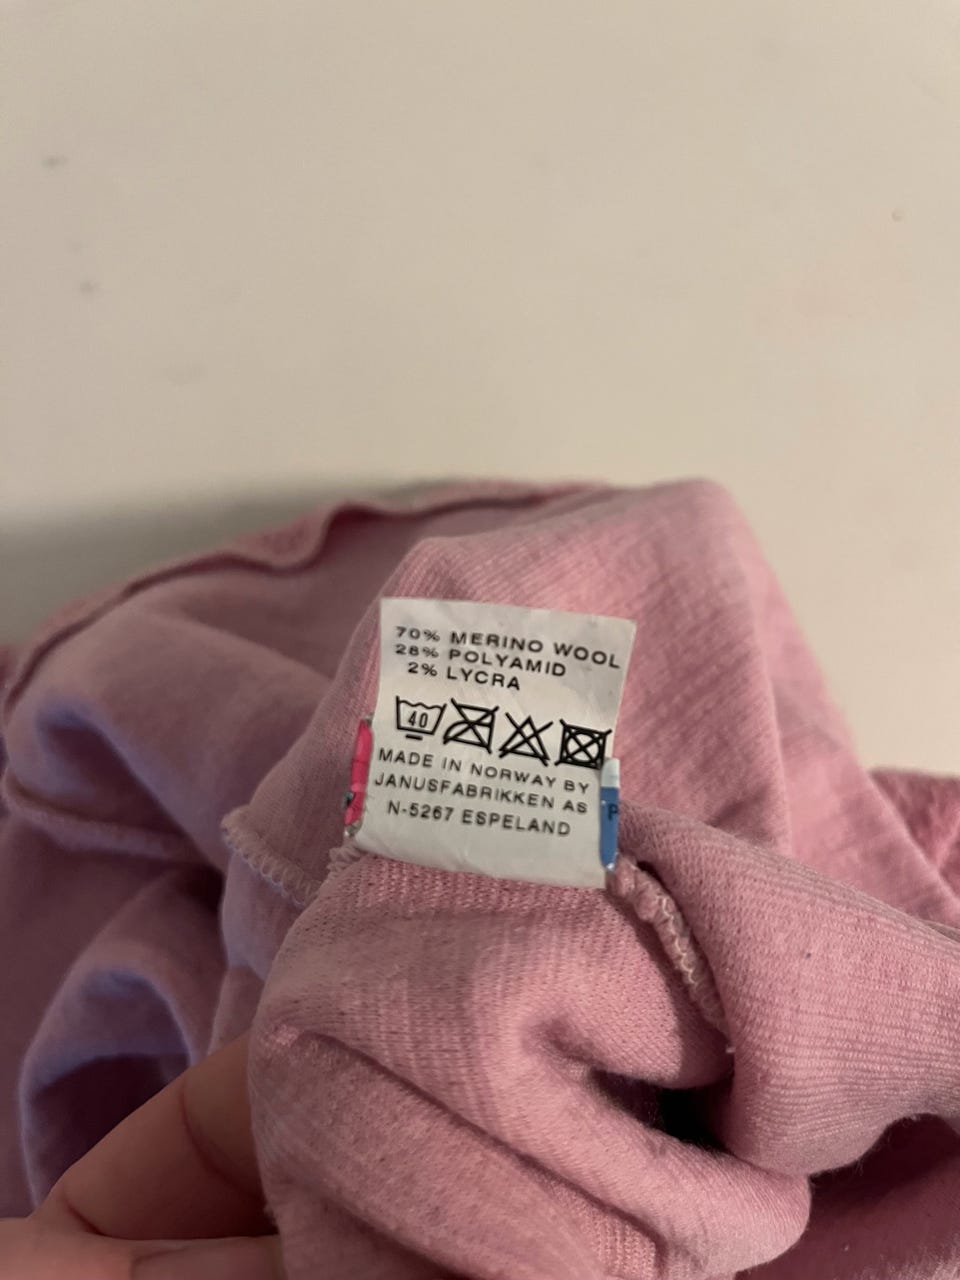 70% MERINO WOOL
28% POLYAMID
2% LYCRA
40
MADE IN NORWAY BY
JANUSFABRIKKEN AS
N-5267 ESPELAND
P